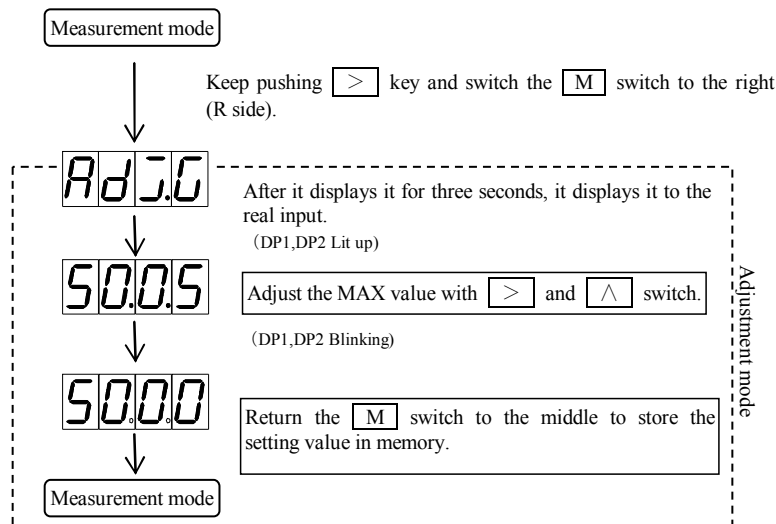 Measurement mode
Keep pushing > key and switch the M switch to the right
(R side).
Adj.G
After it displays it for three seconds, it displays it to the
real input.
（DP1,DP2 Lit up)
50.0.5
Adjust the MAX value with > and ∧ switch.
（DP1,DP2 Blinking)
50.0.0
Return the M switch to the middle to store the
setting value in memory.
Measurement mode
Adjustment mode